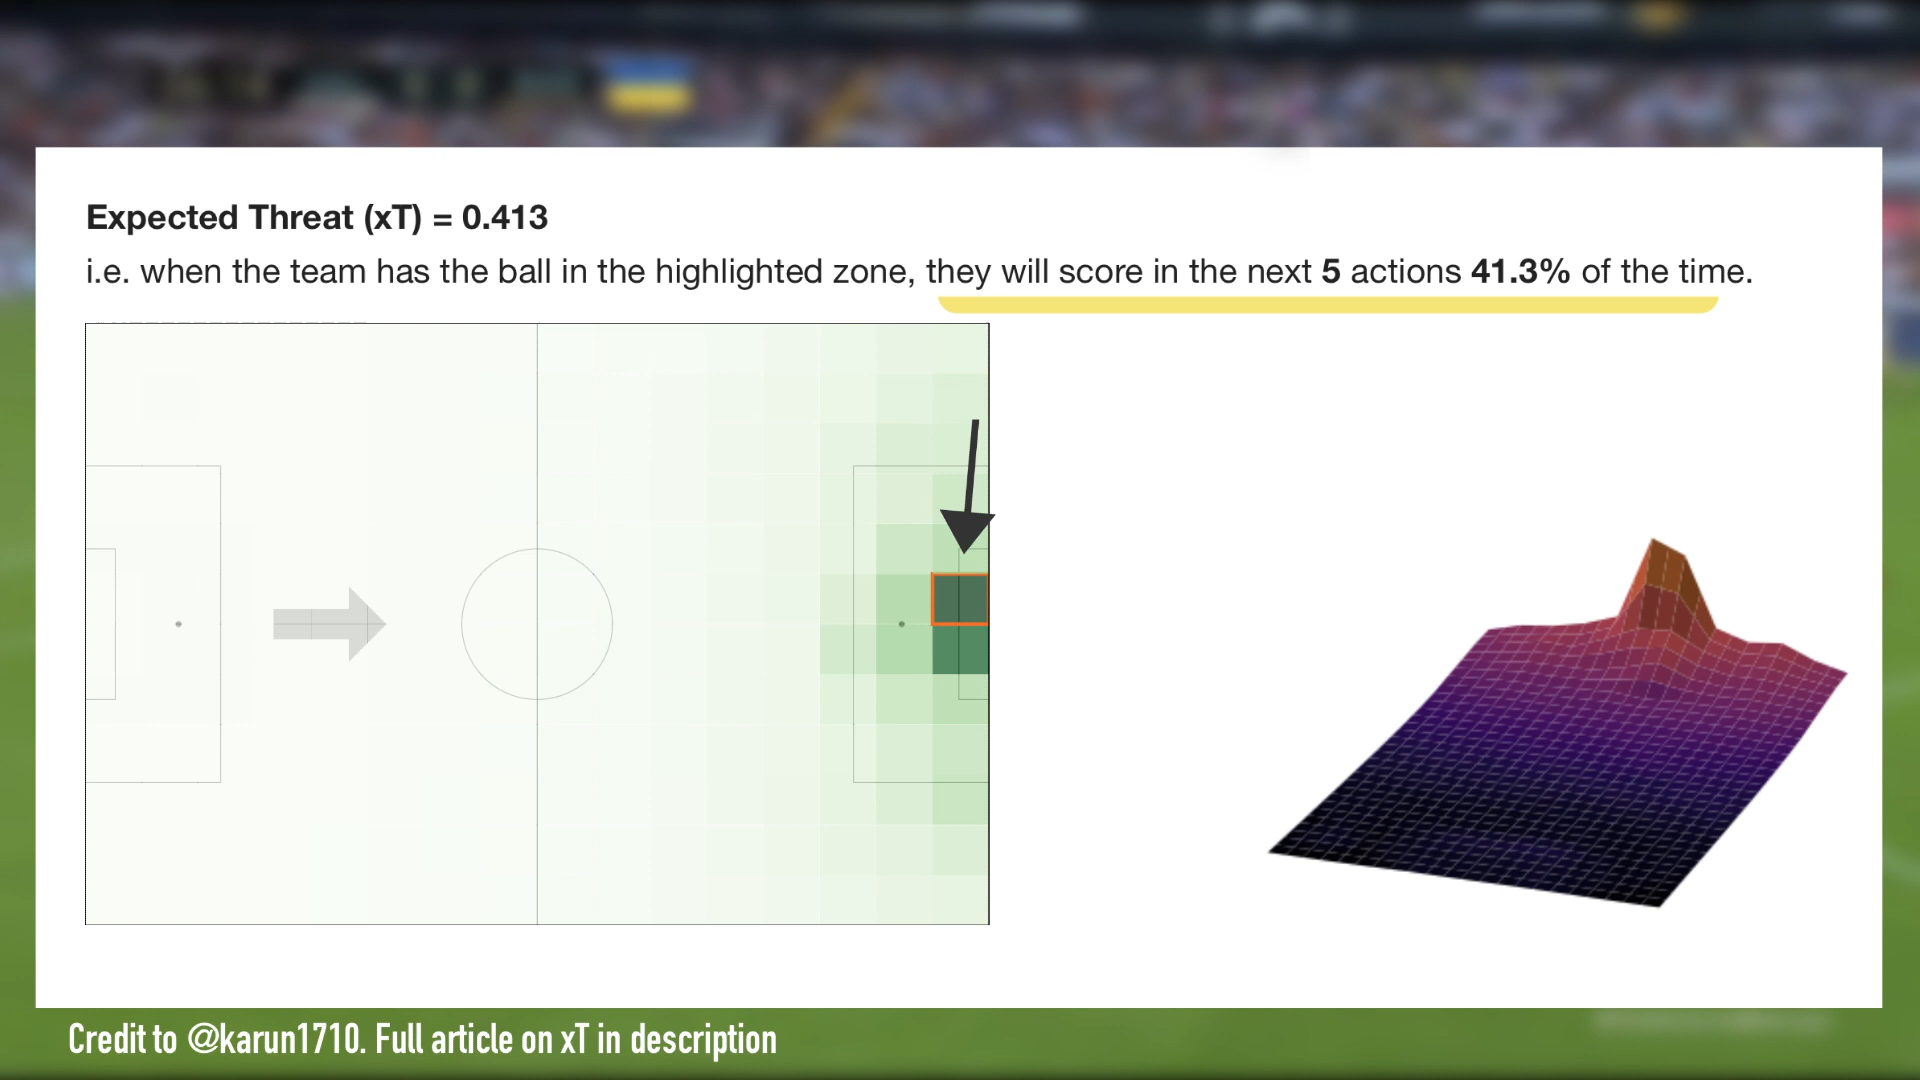 Expected Threat (xT) = 0.413
i.e. when the team has the ball in the highlighted zone, they will score in the next 5 actions 41.3% of the time.
Credit to @karun1710. Full article on xT in description